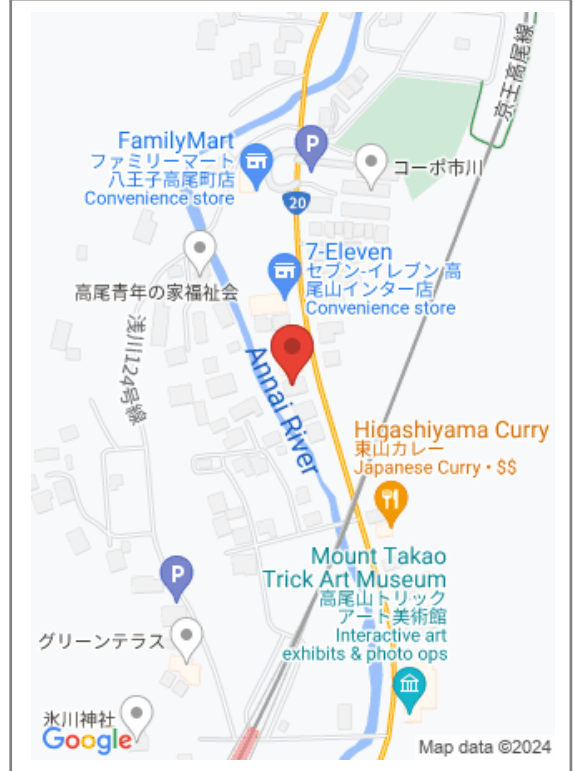 京王高尾線
FamilyMart
ファミリーマート
八王子高尾町店
Convenience store
P
コーポ市川
20
7-Eleven
セブン-イレブン 高
尾山インター店
Convenience store
高尾青年の家福祉会
浅川124号線
Annai River
Higashiyama Curry
東山カレー
Japanese Curry • $$
Mount Takao
Trick Art Museum
高尾山トリック
アート美術館
Interactive art
exhibits & photo ops
P
グリーンテラス
氷川神社
Google
Map data ©2024